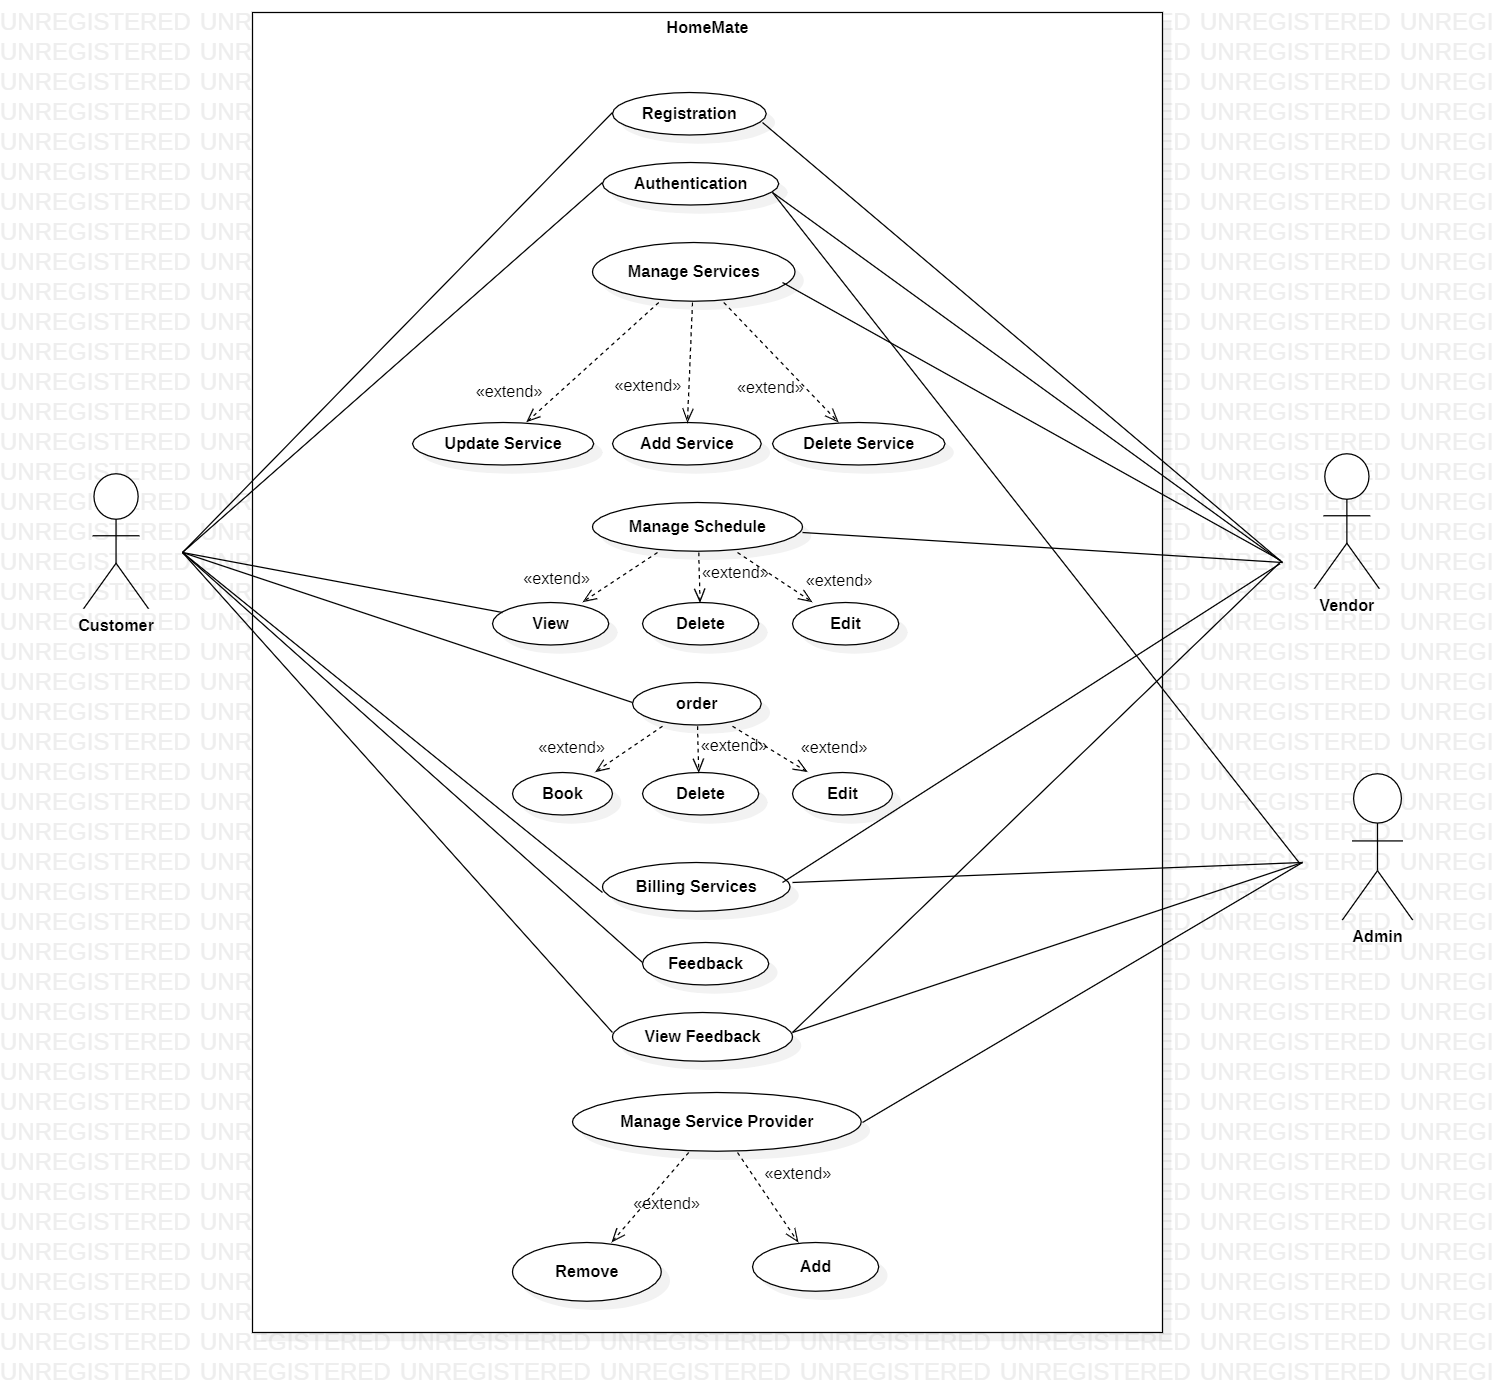 HomeMate
Registration
Authentication
Manage Services
«extend»
«extend»
«extend»
Update Service
Add Service
Delete Service
Manage Schedule
«extend»
«extend»
«extend»
View
Delete
Edit
Customer
Vendor
order
«extend»
«extend»
«extend»
Book
Delete
Edit
Billing Services
Admin
Feedback
View Feedback
Manage Service Provider
«extend»
«extend»
Remove
Add
UNREGISTERED UNREGISTERED UNREGISTERED UNREGISTERED UNREGISTERED UNREGISTERED UNREGISTERED UNREGI